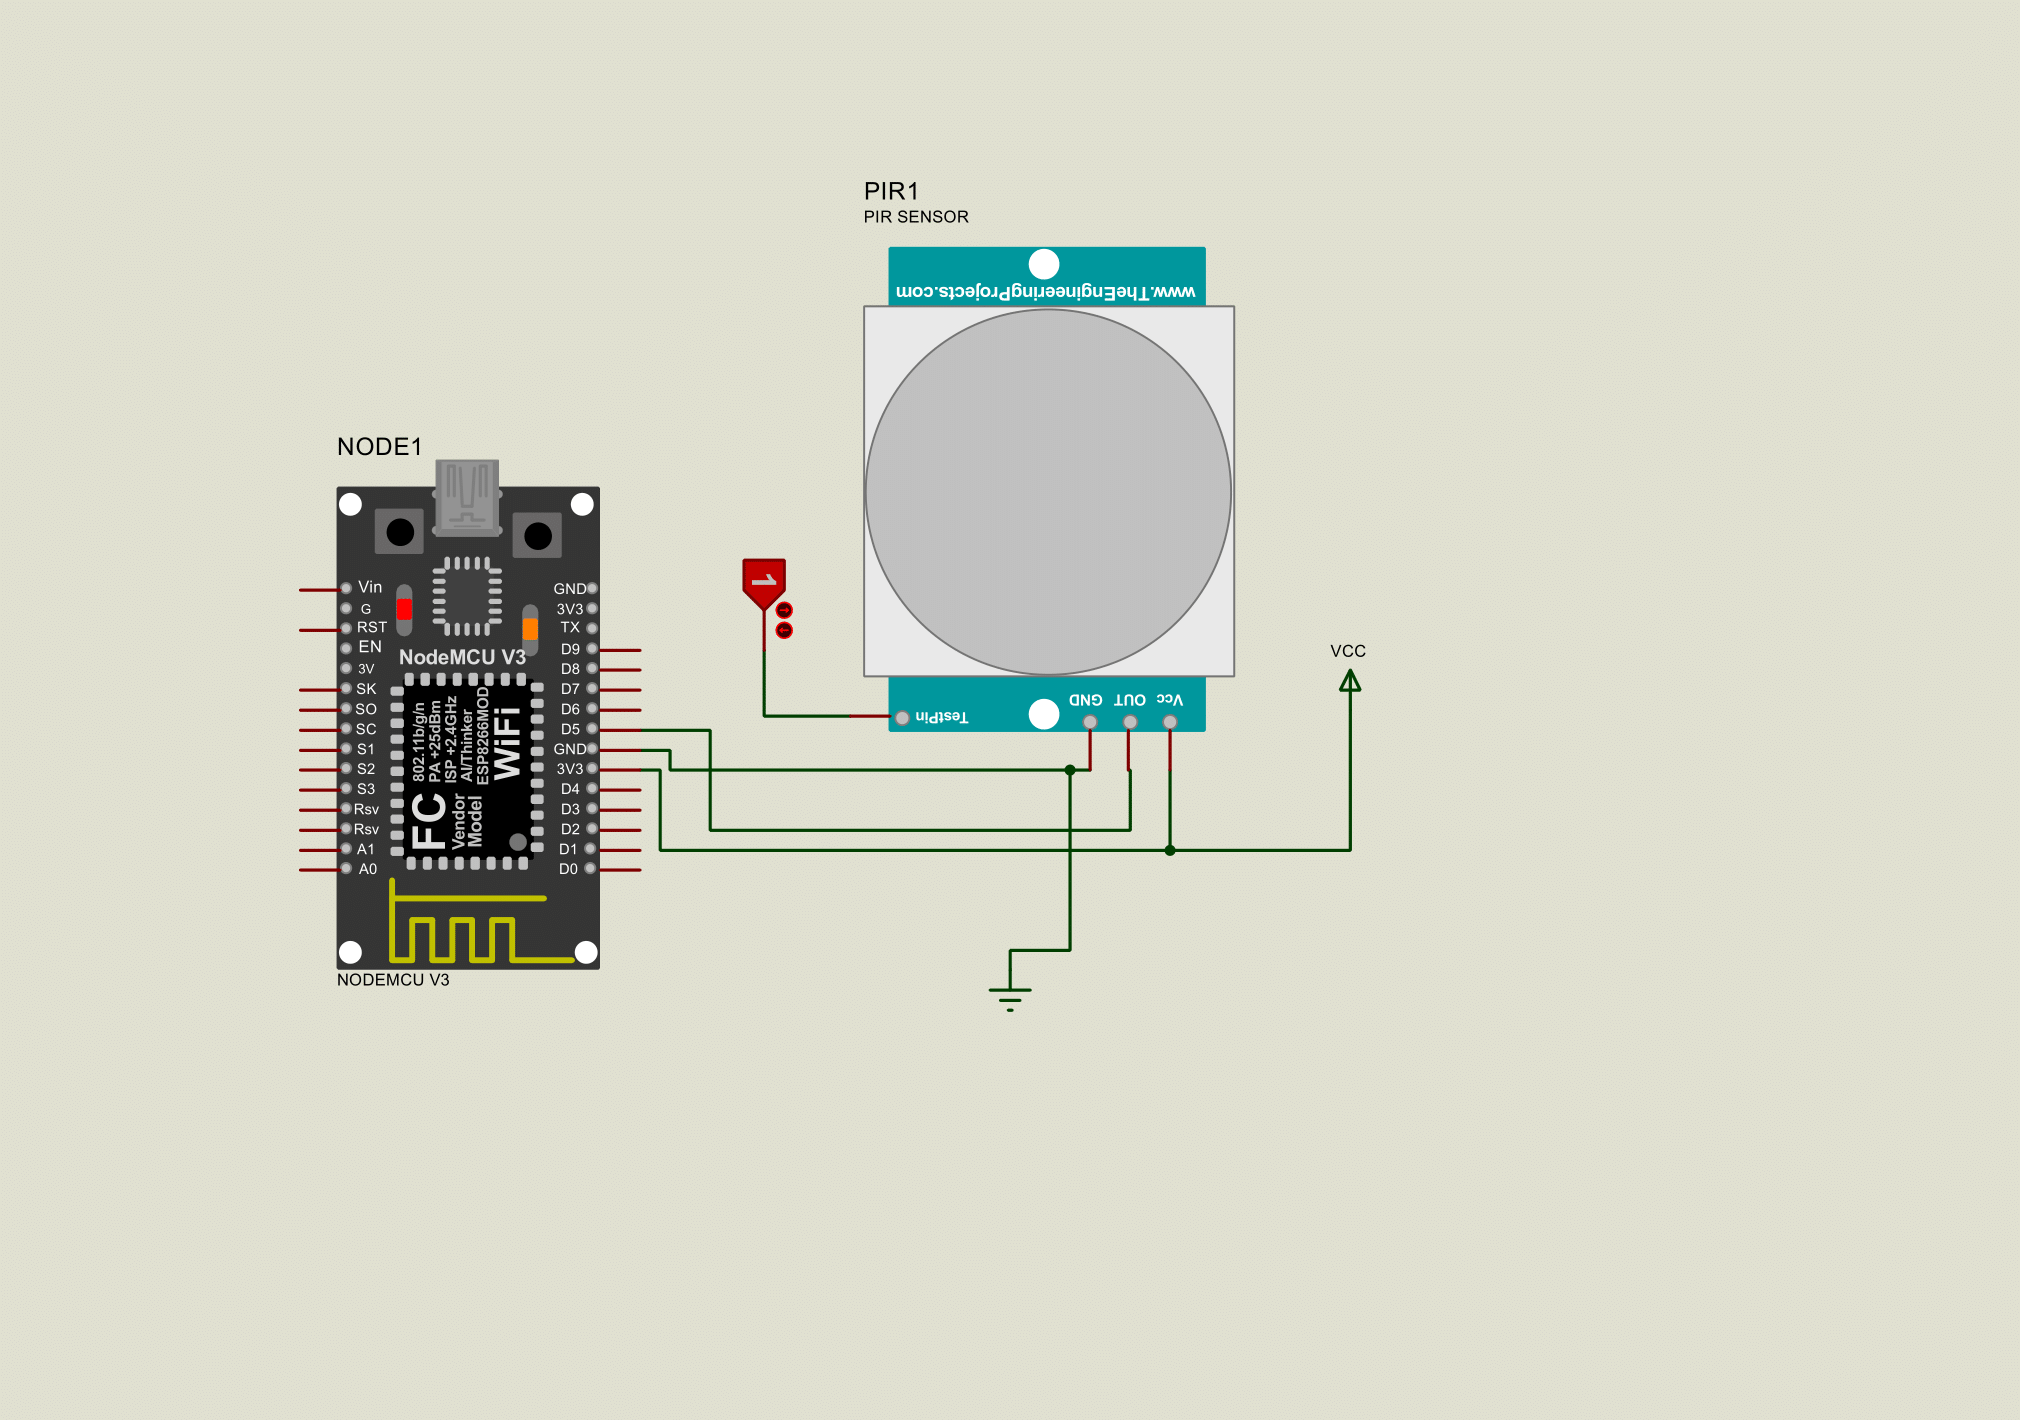 PIR1
PIR SENSOR
www.TheEngineeringProjects.com
NODE1
Vin
G
RST
EN
3V
SK
SO
SC
S1
S2
S3
Rsv
Rsv
A1
A0
NodeMCU V3
802.11b/g/n
PA +25dBm
ISP +2.4GHz
AI/Thinker
ESP8266MOD
WiFi
FC
Vendor
Model
GND
3V3
TX
D9
D8
D7
D6
D5
GND
3V3
D4
D3
D2
D1
D0
NODEMCU V3
1
TestPin
GND
OUT
Vcc
VCC